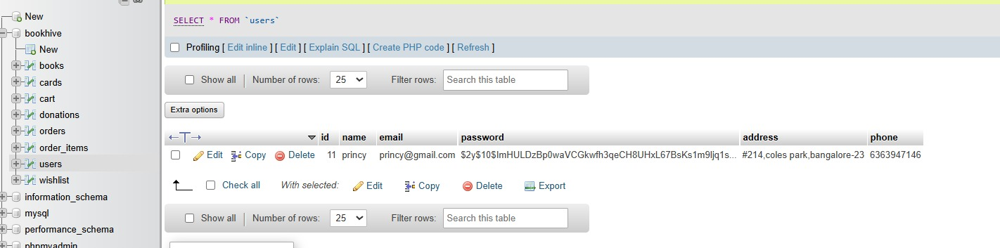 New
bookhive
New
books
cards
cart
donations
orders
order_items
users
wishlist
information_schema
mysql
performance_schema
phpmyadmin
SELECT * FROM `users`
Profiling [ Edit inline ] [ Edit ] [ Explain SQL ] [ Create PHP code ] [ Refresh ]
Show all Number of rows: 25 Filter rows: Search this table
Extra options
id name email password address phone
Edit Copy Delete 11 princy princy@gmail.com $2y$10$ImHULDzBp0waVCGkwfh3qeCH8UHxL67BsKs1m9Ijq1s... #214,coles park,bangalore-23 6363947146
Check all With selected: Edit Copy Delete Export
Show all Number of rows: 25 Filter rows: Search this table